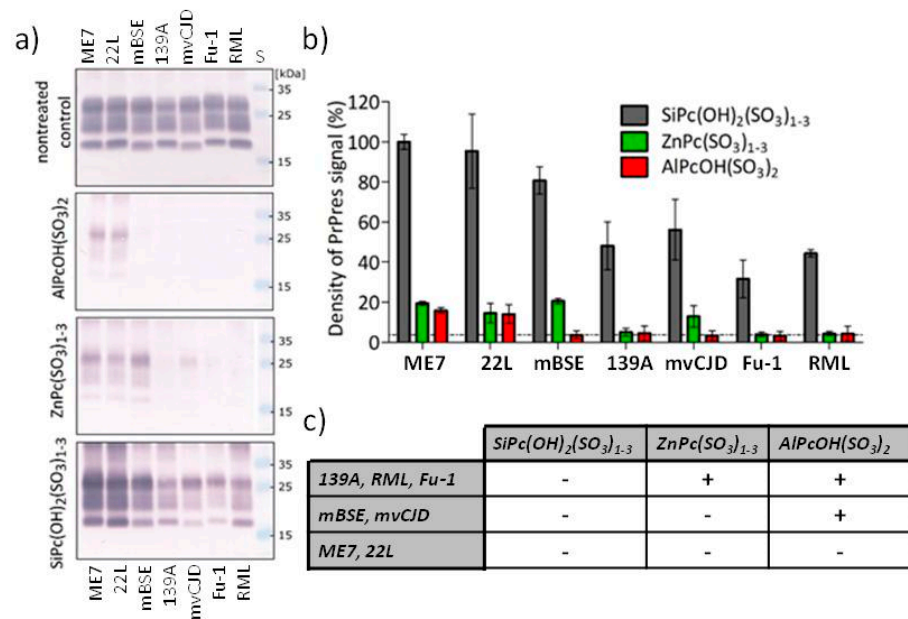 a)
ME7 22L mBSE 139A mvCJD Fu-1 RML S
[kDa]
nontreated control
35
25
15
AlPcOH(SO3)2
35
25
15
ZnPc(SO3)1-3
35
25
15
SiPc(OH)2(SO3)1-3
35
25
15
ME7 22L mBSE 139A mvCJD Fu-1 RML
b)
Density of PrPres signal (%)
120
100
80
60
40
20
0
SiPc(OH)2(SO3)1-3
ZnPc(SO3)1-3
AlPcOH(SO3)2
ME7 22L mBSE 139A mvCJD Fu-1 RML
c)
SiPc(OH)2(SO3)1-3 ZnPc(SO3)1-3 AlPcOH(SO3)2
139A, RML, Fu-1 - + +
mBSE, mvCJD - - +
ME7, 22L - - -